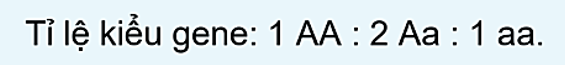 Tỉ lệ kiểu gene: 1 AA : 2 Aa : 1 aa.